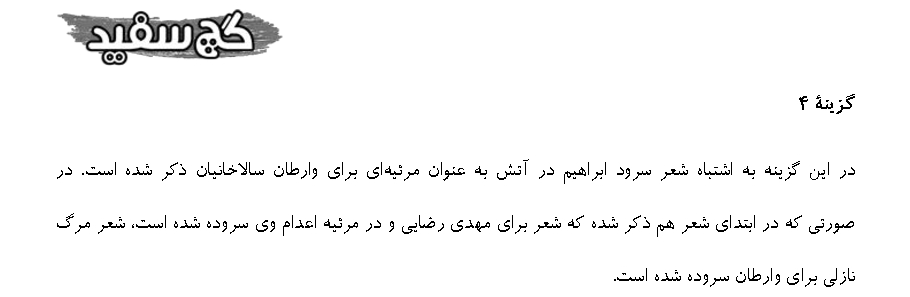 گچ سفید
گزینهٔ ۴
در این گزینه به اشتباه شعر سرود ابراهیم در آتش به عنوان مرثیه‌ای برای وارطان سالاخانیان ذکر شده است. در
صورتی که در ابتدای شعر هم ذکر شده که شعر برای مهدی رضایی و در مرثیه اعدام وی سروده شده است، شعر مرگ
نازلی برای وارطان سروده شده است.